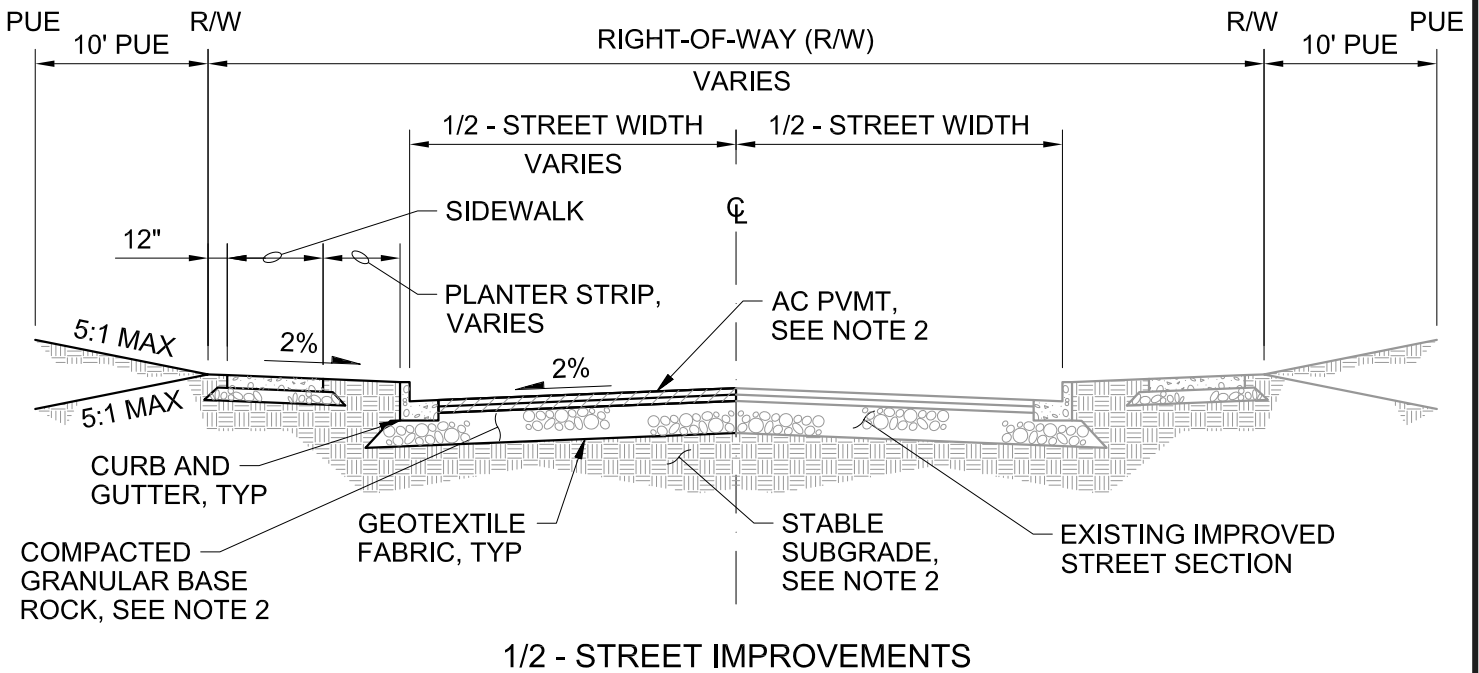 PUE R/W R/W PUE
10' PUE RIGHT-OF-WAY (R/W) 10' PUE
VARIES
1/2 - STREET WIDTH 1/2 - STREET WIDTH
VARIES
SIDEWALK
℄
12"
PLANTER STRIP,
VARIES
AC PVMT,
SEE NOTE 2
5:1 MAX
2%
2%
5:1 MAX
CURB AND
GUTTER, TYP
GEOTEXTILE
FABRIC, TYP
STABLE
SUBGRADE,
SEE NOTE 2
EXISTING IMPROVED
STREET SECTION
COMPACTED
GRANULAR BASE
ROCK, SEE NOTE 2
1/2 - STREET IMPROVEMENTS